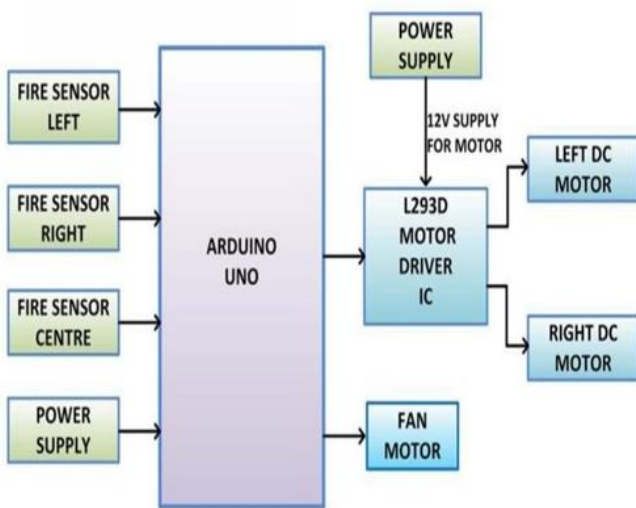 FIRE SENSOR
LEFT
FIRE SENSOR
RIGHT
FIRE SENSOR
CENTRE
POWER
SUPPLY
ARDUINO
UNO
POWER
SUPPLY
12V SUPPLY
FOR MOTOR
L293D
MOTOR
DRIVER
IC
LEFT DC
MOTOR
RIGHT DC
MOTOR
FAN
MOTOR